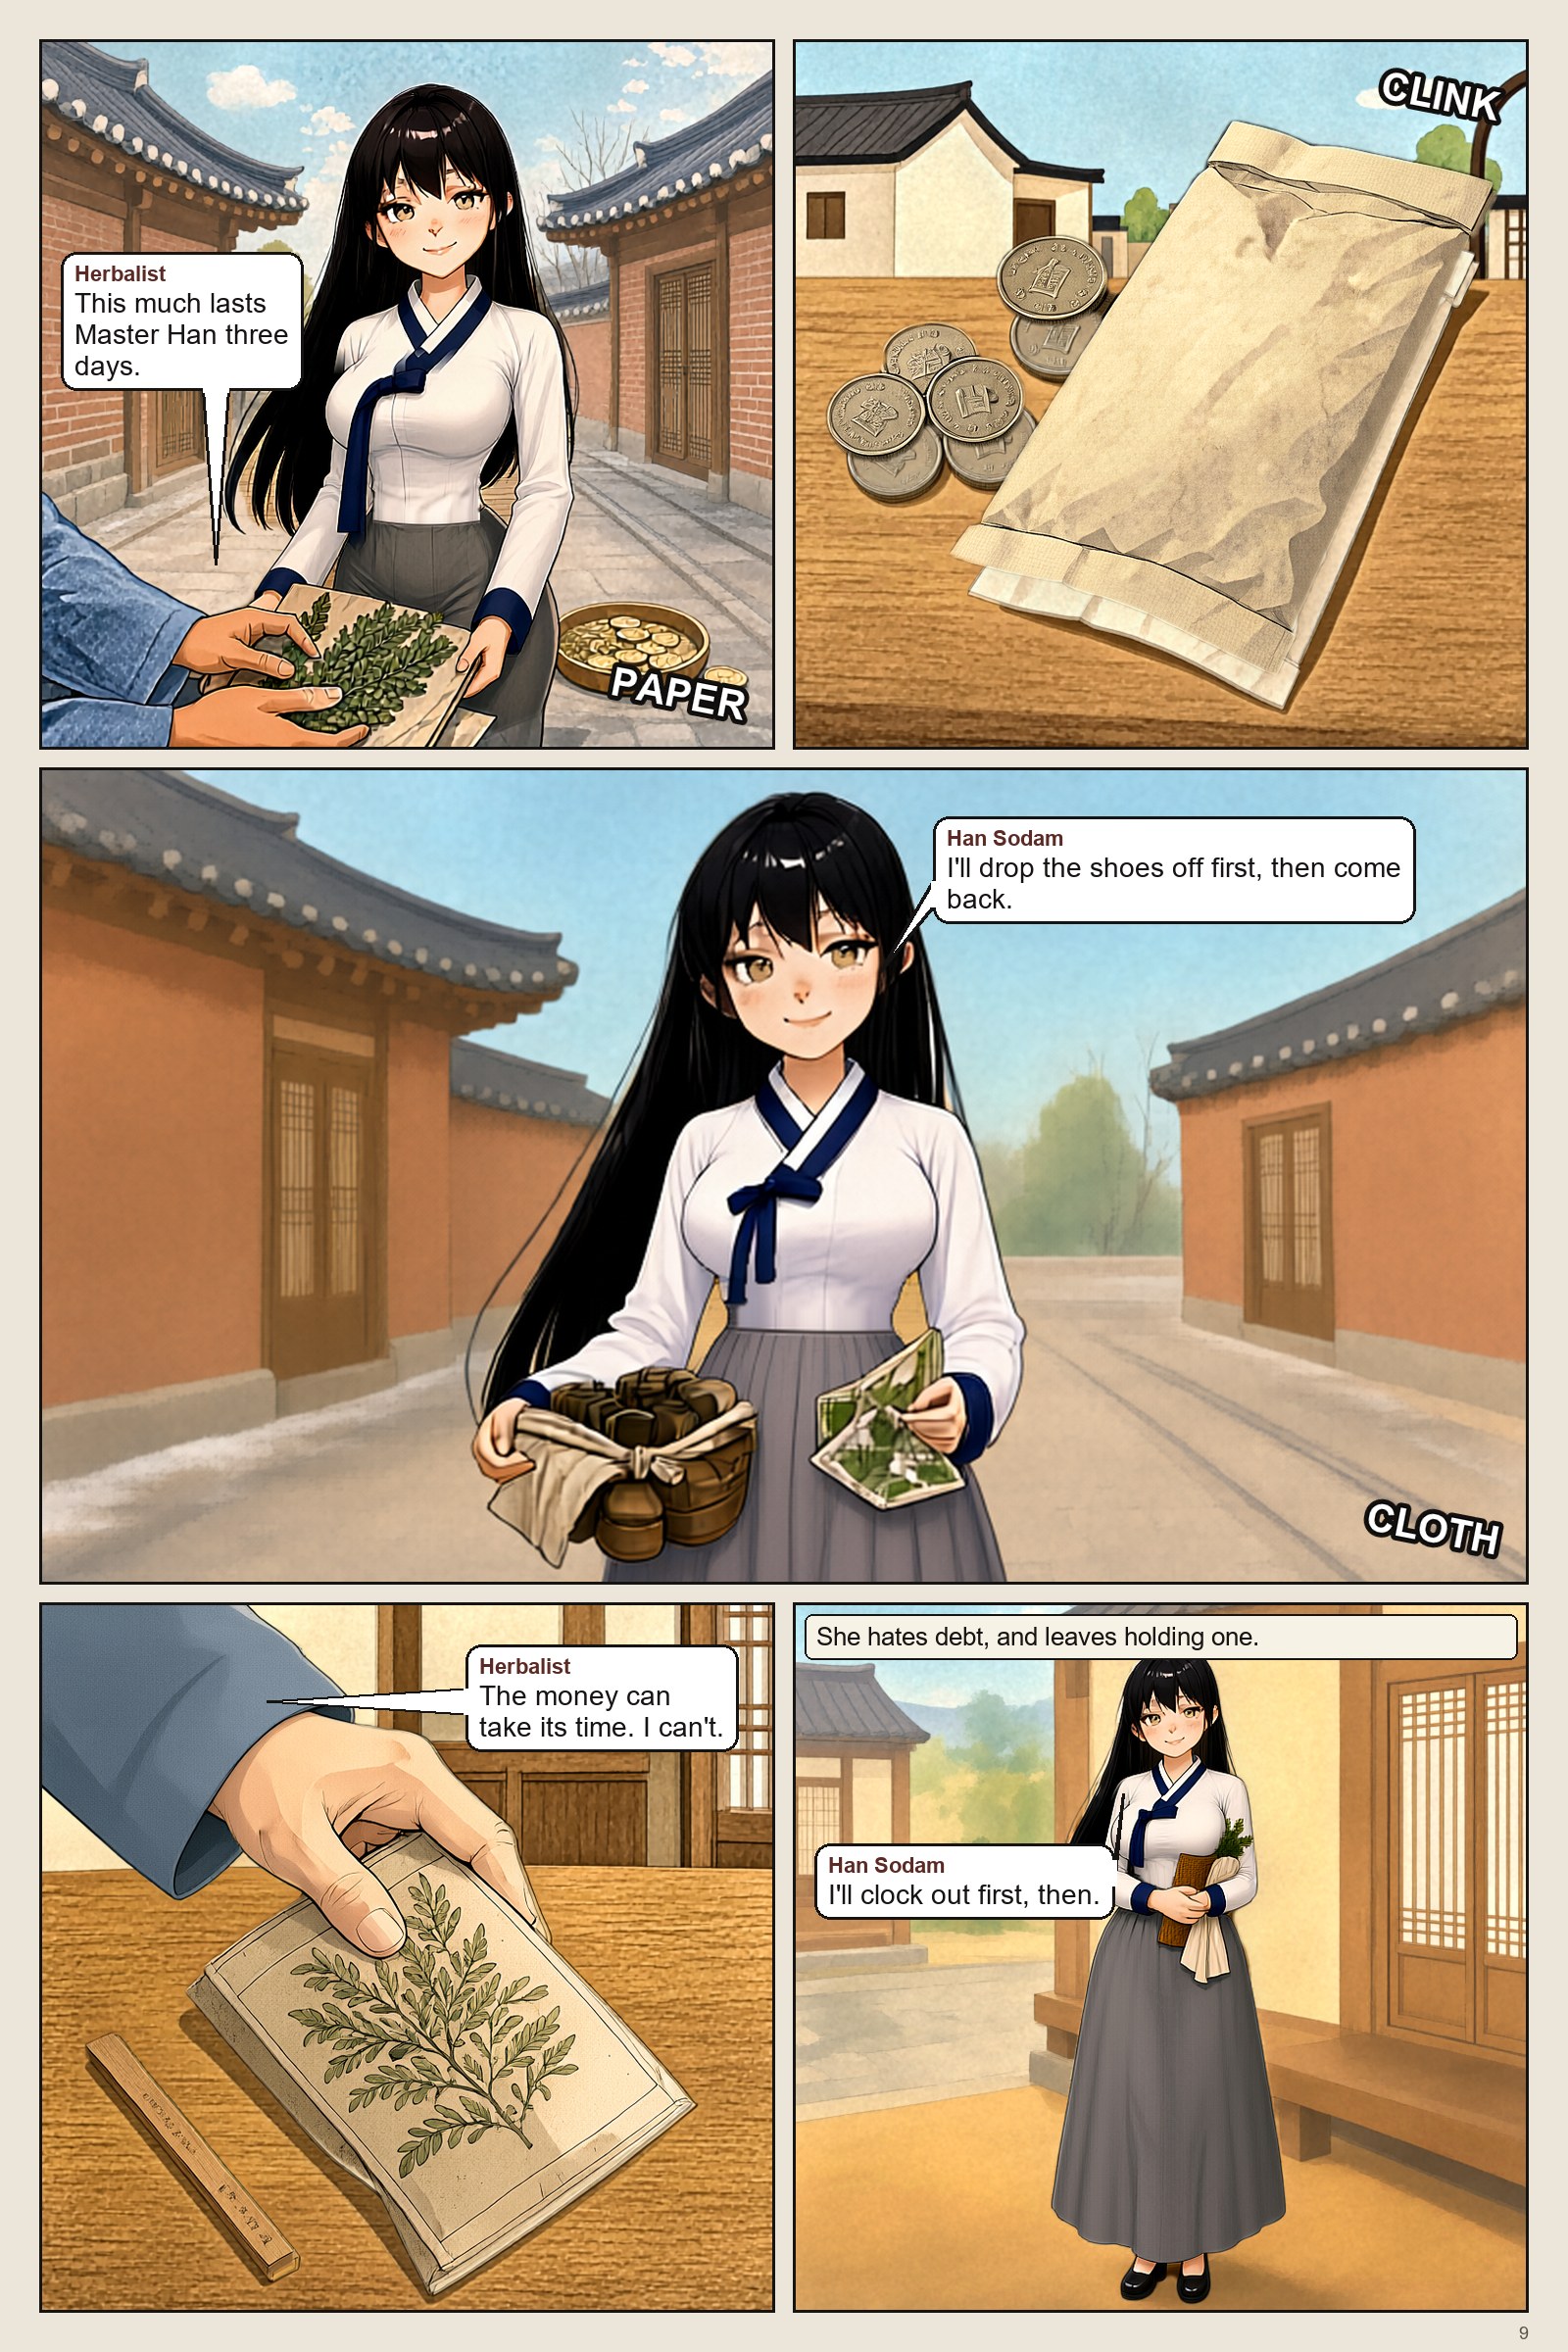 Herbalist
This much lasts
Master Han three
days.
PAPER
CLINK
Han Sodam
I'll drop the shoes off first, then come
back.
CLOTH
Herbalist
The money can
take its time. I can't.
She hates debt, and leaves holding one.
Han Sodam
I'll clock out first, then.
9